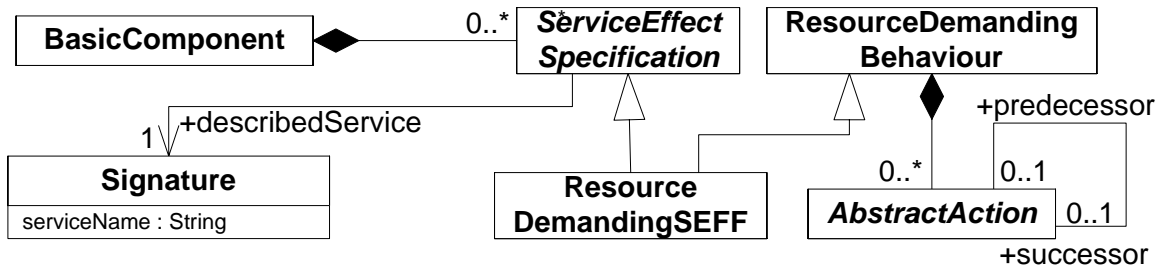 BasicComponent
0..*
*
ServiceEffect
Specification
ResourceDemanding
Behaviour
+describedService
1
+predecessor
Signature
serviceName : String
Resource
DemandingSEFF
0..*
0..1
AbstractAction
0..1
+successor